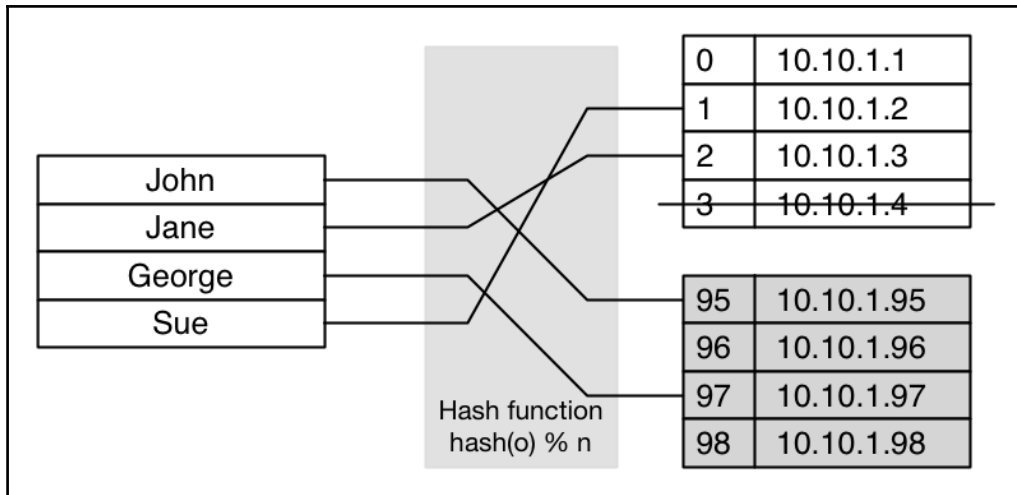 John
Jane
George
Sue
Hash function
hash(o) % n
0 10.10.1.1
1 10.10.1.2
2 10.10.1.3
3 10.10.1.4
95 10.10.1.95
96 10.10.1.96
97 10.10.1.97
98 10.10.1.98